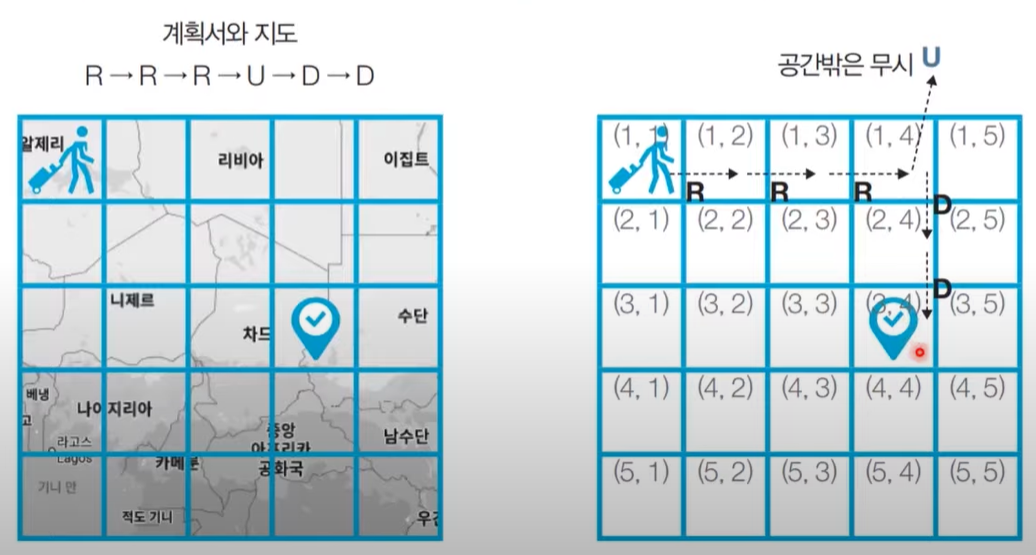 계획서와 지도
R→R→R→U→D→D
알제리
리비아
이집트
니제르
차드
수단
베냉
고
나이지리아
라고스
Lagos
카메룬
중앙
아프리카
공화국
남수단
기니 만
적도 기니
우간
공간밖은 무시 U
(1, 1) (1, 2) (1, 3) (1, 4) (1, 5)
R R R D
(2, 1) (2, 2) (2, 3) (2, 4) (2, 5)
D
(3, 1) (3, 2) (3, 3) (3, 4) (3, 5)
(4, 1) (4, 2) (4, 3) (4, 4) (4, 5)
(5, 1) (5, 2) (5, 3) (5, 4) (5, 5)